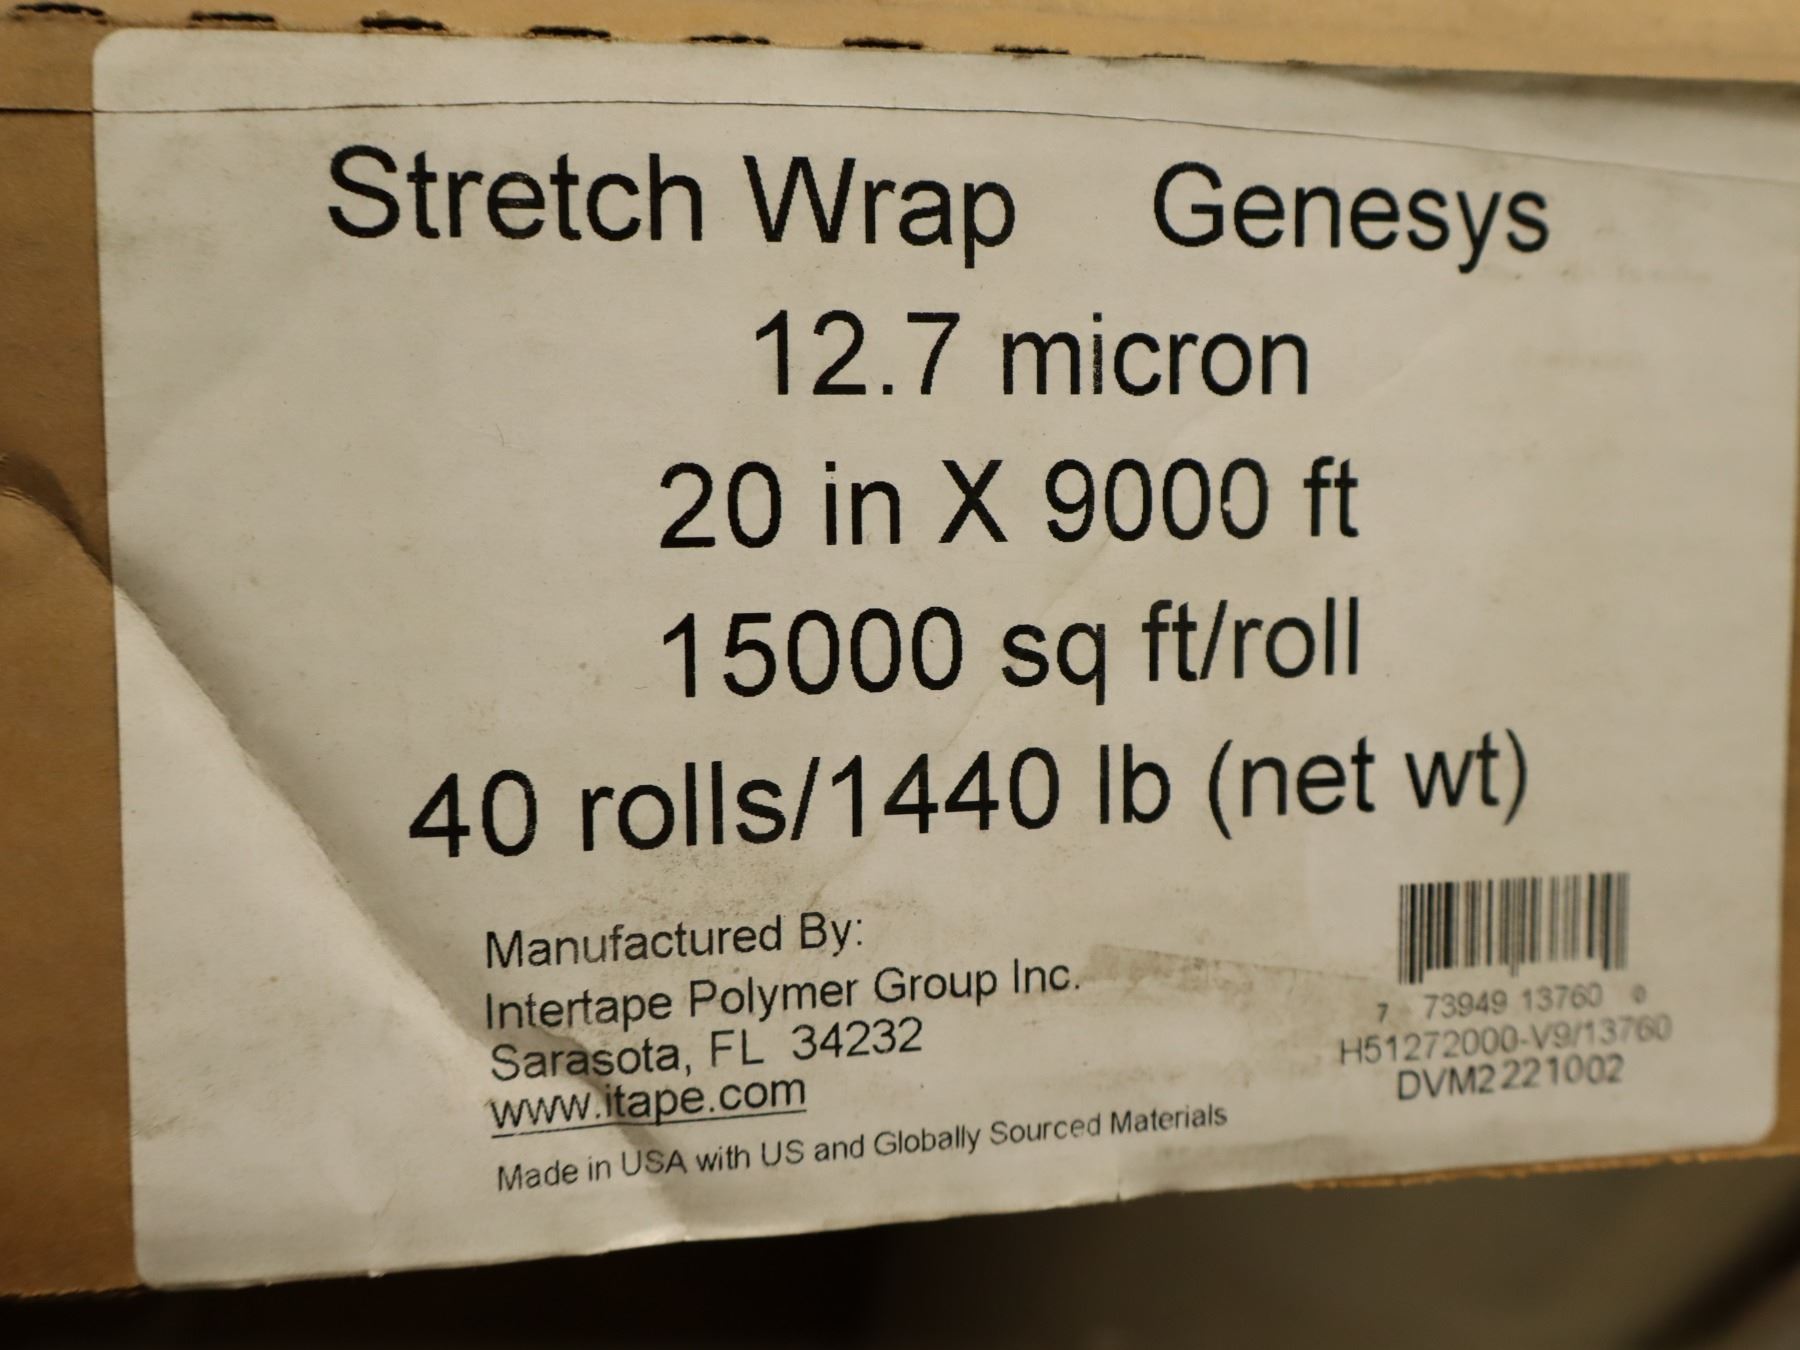 Stretch Wrap Genesys
12.7 micron
20 in X 9000 ft
15000 sq ft/roll
40 rolls/1440 lb (net wt)
Manufactured By:
Intertape Polymer Group Inc.
Sarasota, FL 34232
www.itape.com
Made in USA with US and Globally Sourced Materials
7 73949 13760 0
H51272000-V9/13760
DVM2221002